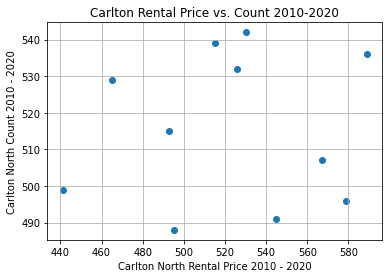 Carlton Rental Price vs. Count 2010-2020
540
530
520
510
500
490
Carlton North Count 2010 - 2020
440 460 480 500 520 540 560 580
Carlton North Rental Price 2010 - 2020